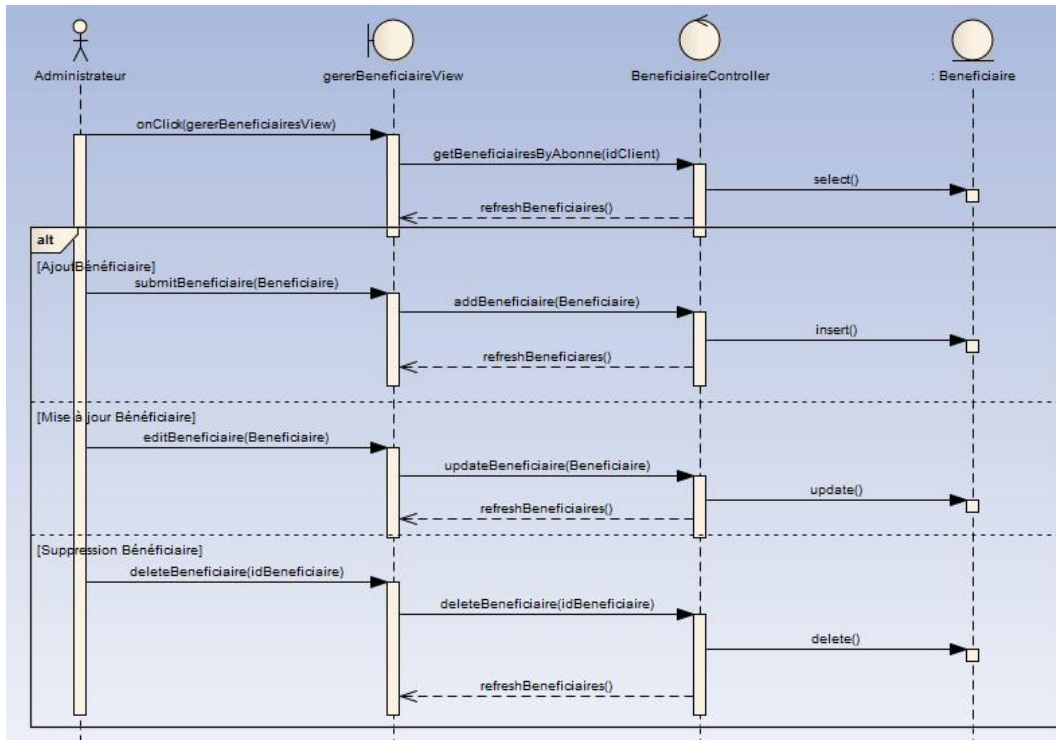 Administrateur
gererBeneficiaireView
BeneficiaireController
: Beneficiaire
onClick(gererBeneficiairesView)
getBeneficiairesByAbonne(idClient)
select()
refreshBeneficiaires()
alt
[AjoutBénéficiaire]
submitBeneficiaire(Beneficiaire)
addBeneficiaire(Beneficiaire)
insert()
refreshBeneficiares()
[Mise à jour Bénéficiaire]
editBeneficiaire(Beneficiaire)
updateBeneficiaire(Beneficiaire)
update()
refreshBeneficiaires()
[Suppression Bénéficiaire]
deleteBeneficiaire(idBeneficiaire)
deleteBeneficiaire(idBeneficiaire)
delete()
refreshBeneficiaires()